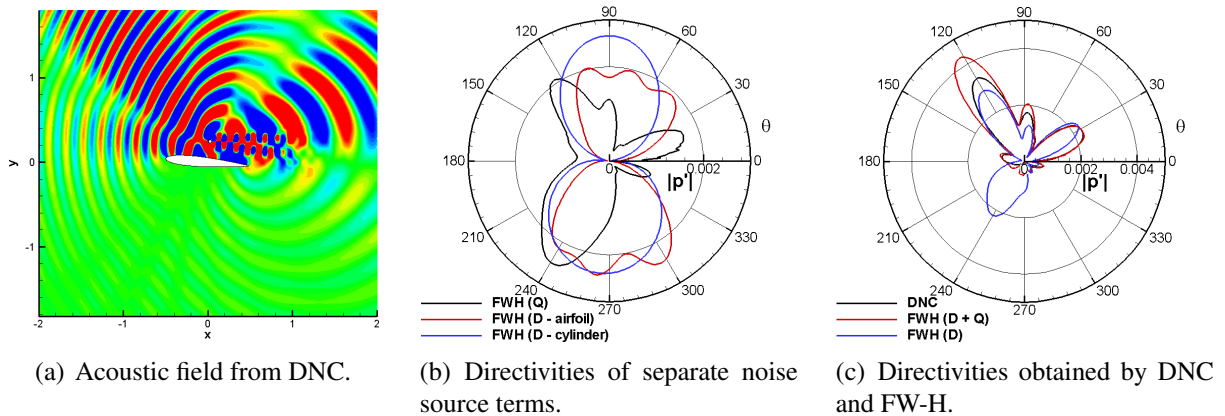 1
0
-1
y
-2
-1
0
1
2
x
90
120
60
150
30
θ
180
0
0
0.002
|p'|
210
330
240
300
270
FWH (Q)
FWH (D - airfoil)
FWH (D - cylinder)
90
120
60
150
30
θ
180
0
0
0.002
0.004
|p'|
210
330
240
300
270
DNC
FWH (D + Q)
FWH (D)
(a) Acoustic field from DNC.
(b) Directivities of separate noise
source terms.
(c) Directivities obtained by DNC
and FW-H.